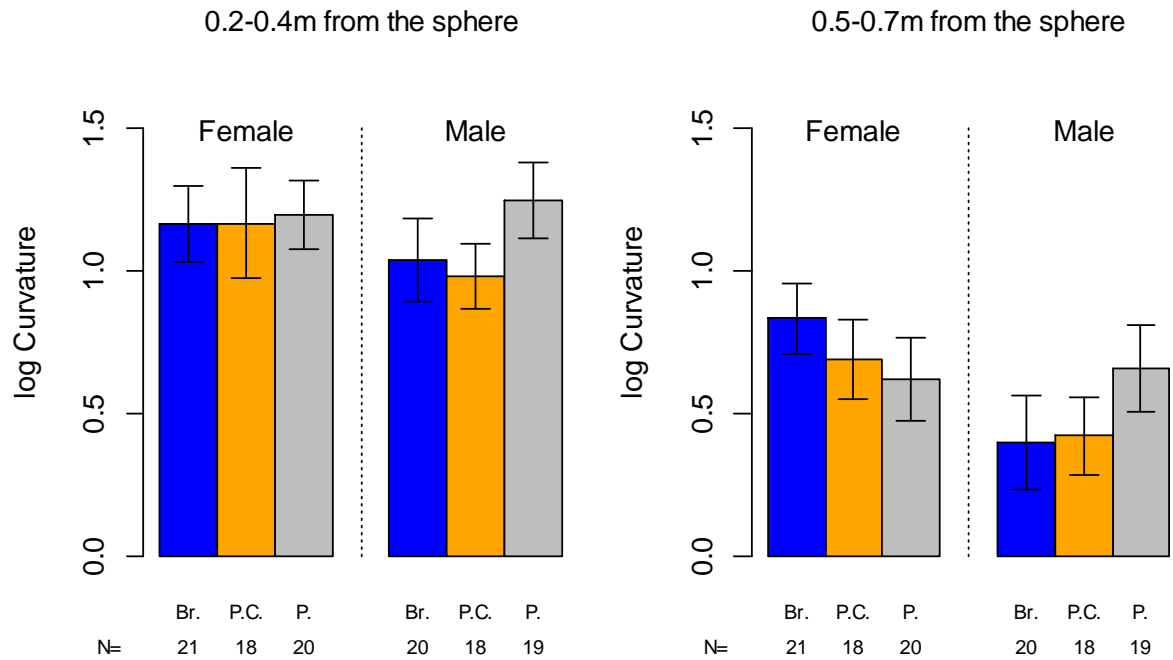 0.2-0.4m from the sphere
log Curvature
0.0
0.5
1.0
1.5
Female
Male
Br. P.C. P. Br. P.C. P.
N= 21 18 20 20 18 19
0.5-0.7m from the sphere
log Curvature
0.0
0.5
1.0
1.5
Female
Male
Br. P.C. P. Br. P.C. P.
N= 21 18 20 20 18 19